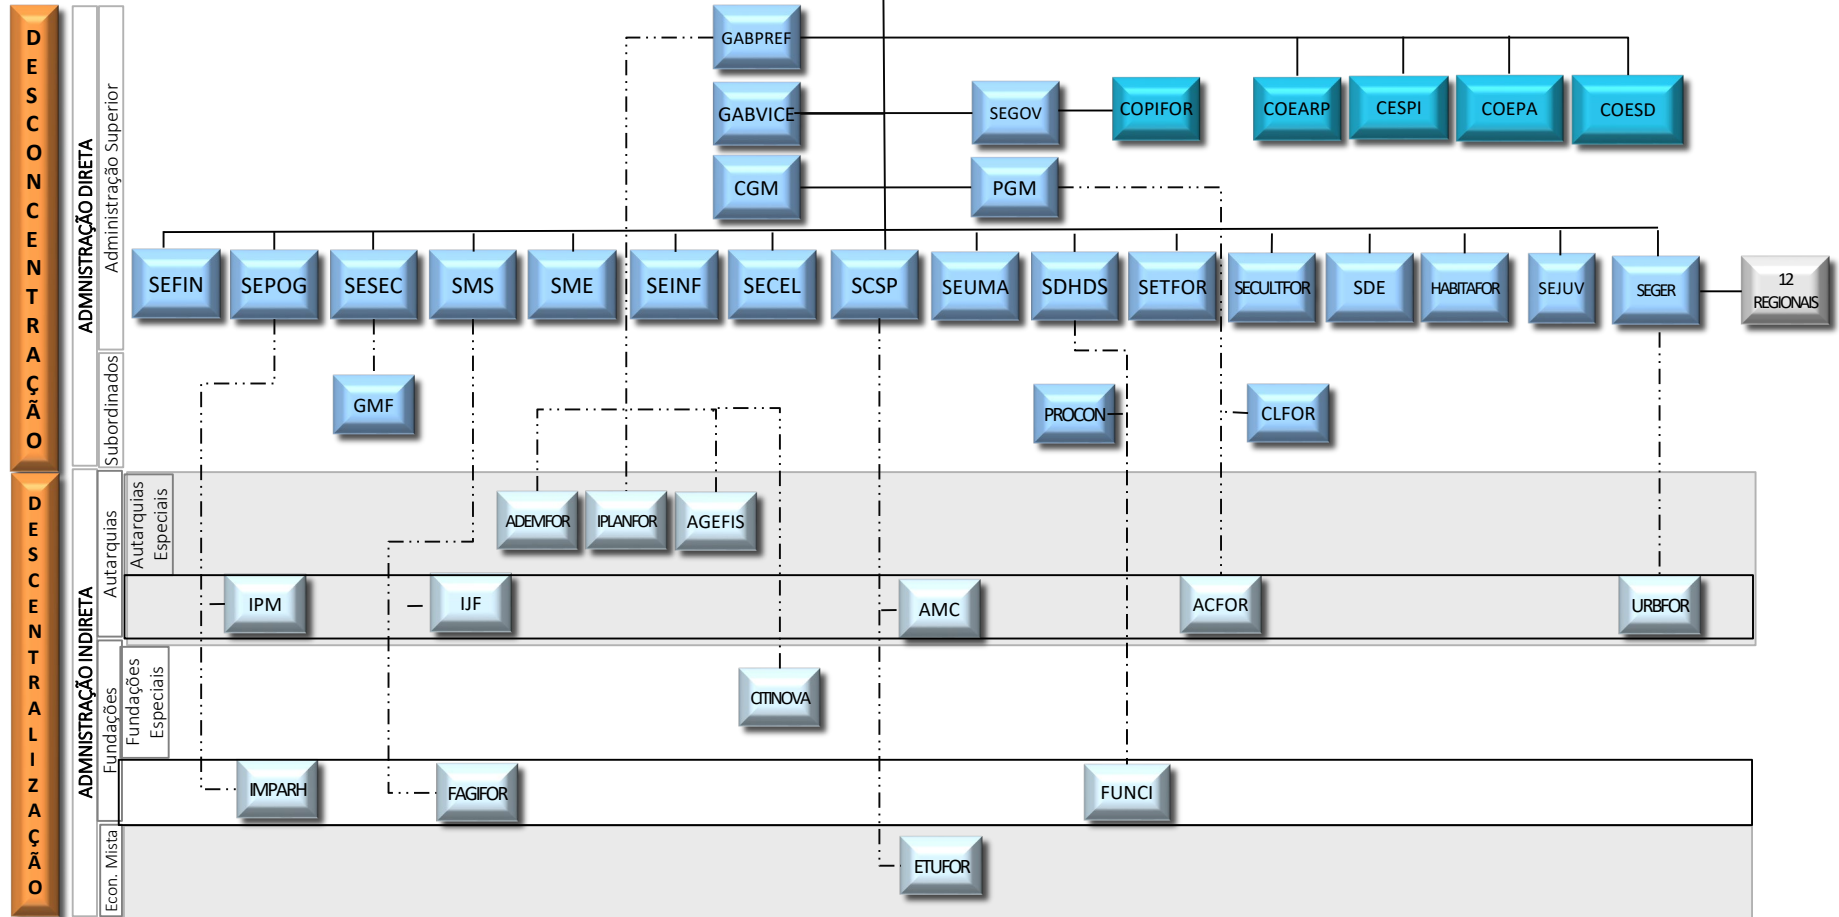 DESCONCENTRAÇÃO
ADMNISTRAÇÃO DIRETA
Administração Superior
GABPREF
GABVICE
SEGOV
COPIFOR
COEARP
CESPI
COEPA
COESD
CGM
PGM
SEFIN
SEPOG
SESEC
SMS
SME
SEINF
SECEL
SCSP
SEUMA
SDHDS
SETFOR
SECULTFOR
SDE
HABITAFOR
SEJUV
SEGER
12
REGIONAIS
Subordinados
GMF
PROCON
CLFOR
DESCENTRALIZAÇÃO
ADMNISTRAÇÃO INDIRETA
Autarquias
Autarquias
Especiais
ADEMFOR
IPLANFOR
AGEFIS
IPM
IJF
AMC
ACFOR
URBFOR
Fundações
Fundações
Especiais
CITINOVA
IMPARH
FAGIFOR
FUNCI
Econ. Mista
ETUFOR